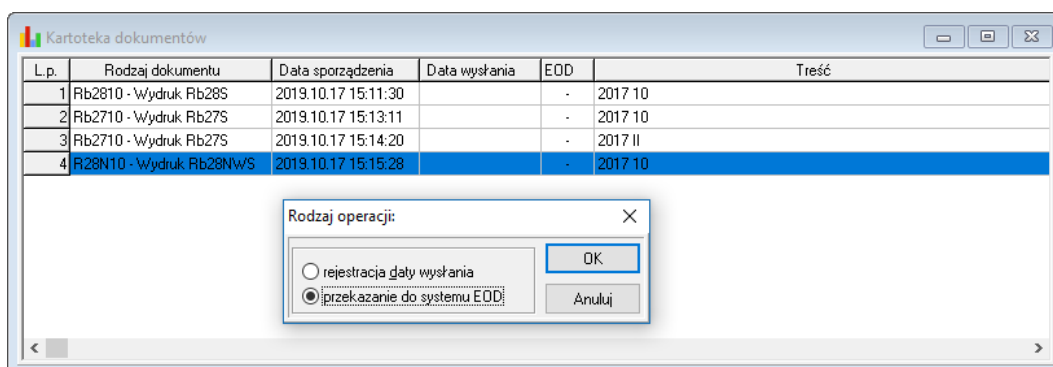 Kartoteka dokumentów
L.p. Rodzaj dokumentu Data sporządzenia Data wysłania EOD Treść
1 Rb2810 - Wydruk Rb28S 2019.10.17 15:11:30 - 2017 10
2 Rb2710 - Wydruk Rb27S 2019.10.17 15:13:11 - 2017 10
3 Rb2710 - Wydruk Rb27S 2019.10.17 15:14:20 - 2017 II
4 R28N10 - Wydruk Rb28NWS 2019.10.17 15:15:28 - 2017 10
Rodzaj operacji:
rejestracja daty wysłania
przekazanie do systemu EOD
OK
Anuluj